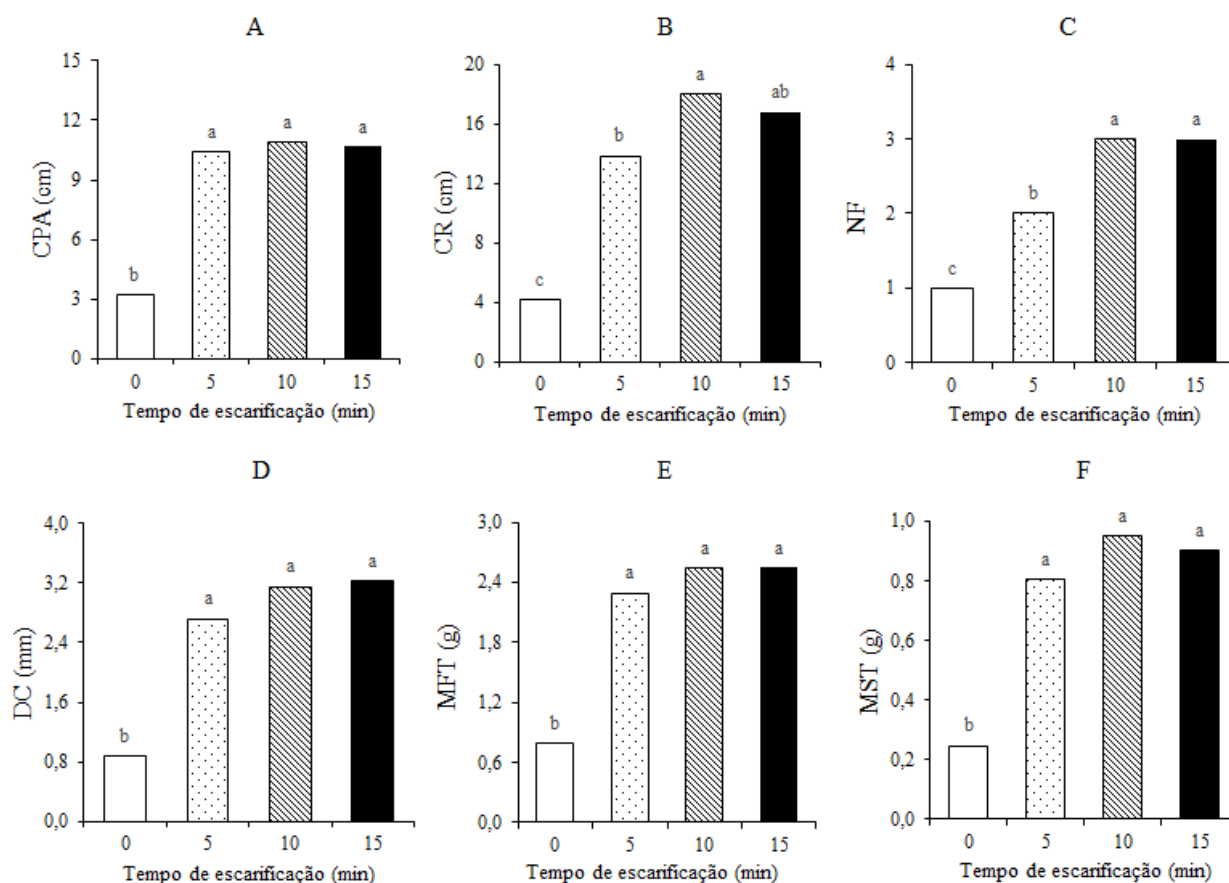 A
15
12
9
6
3
0
CPA (cm)
b
a
a
a
0 5 10 15
Tempo de escarificação (min)
B
20
16
12
8
4
0
CR (cm)
c
b
a
ab
0 5 10 15
Tempo de escarificação (min)
C
4
3
2
1
0
NF
c
b
a
a
0 5 10 15
Tempo de escarificação (min)
D
4,0
3,2
2,4
1,6
0,8
0,0
DC (mm)
b
a
a
a
0 5 10 15
Tempo de escarificação (min)
E
3,0
2,4
1,8
1,2
0,6
0,0
MFT (g)
b
a
a
a
0 5 10 15
Tempo de escarificação (min)
F
1,0
0,8
0,6
0,4
0,2
0,0
MST (g)
b
a
a
a
0 5 10 15
Tempo de escarificação (min)